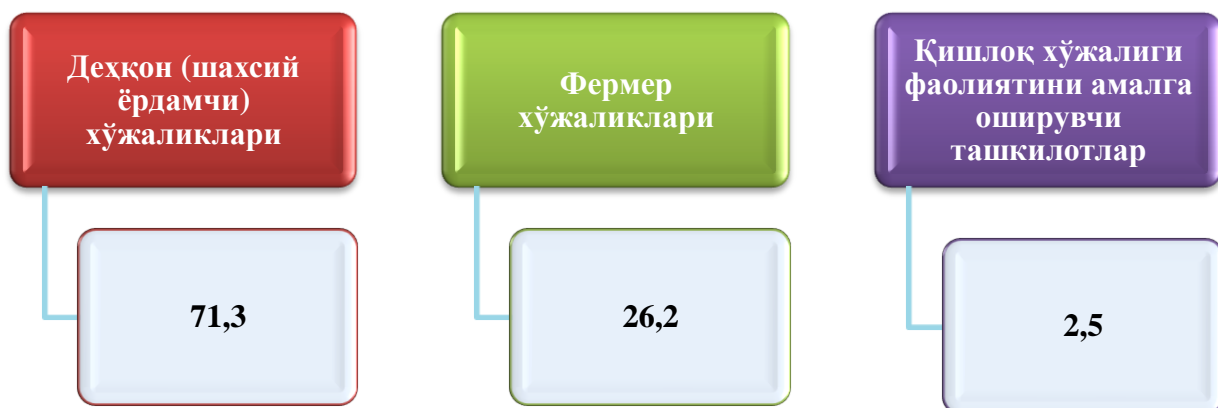 Деҳқон (шахсий
ёрдамчи)
хўжаликлари
71,3
Фермер
хўжаликлари
26,2
Қишлоқ хўжалиги
фаолиятини амалга
оширувчи
ташкилотлар
2,5